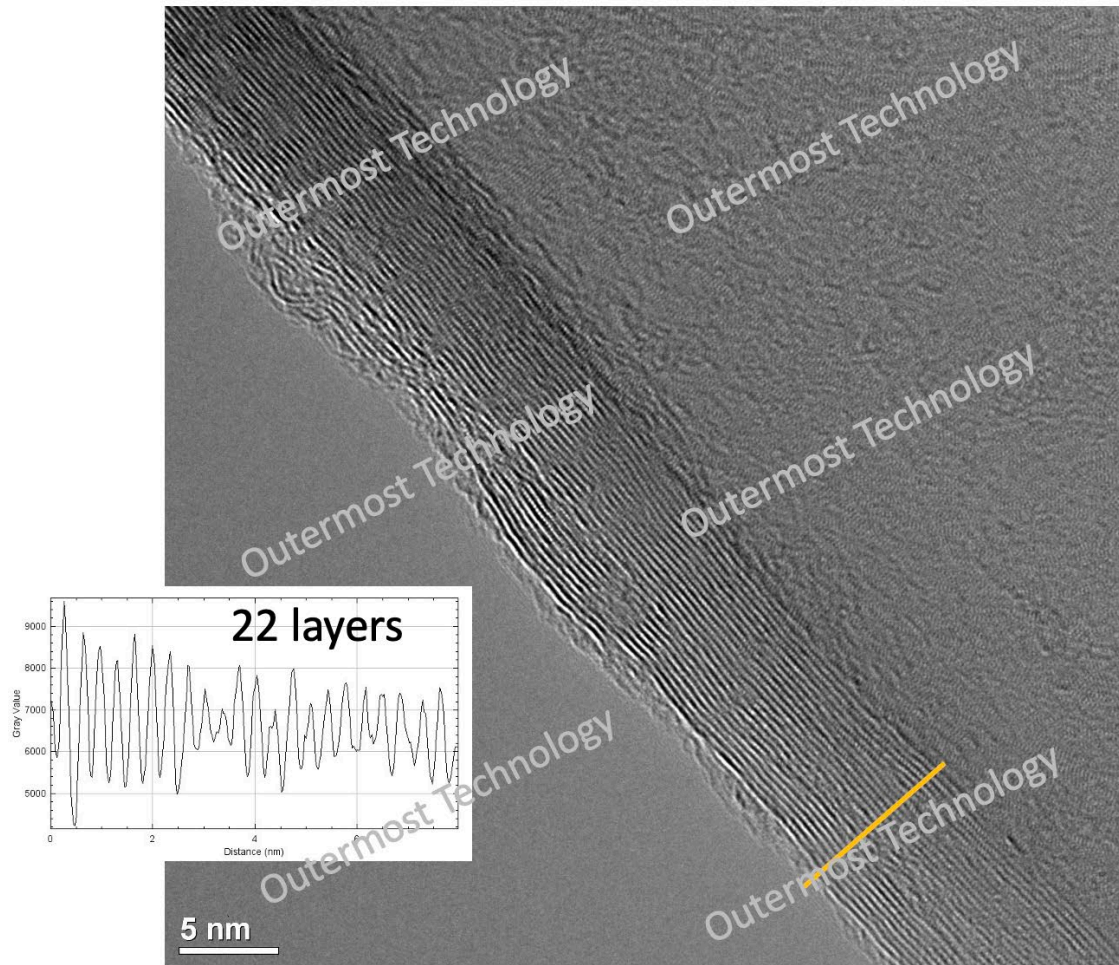 Outermost Technology
Outermost Technology
Outermost Technology
Outermost Technology
22 layers
9000
8000
7000
6000
5000
Gray Value
0
2
4
6
Distance (nm)
Outermost Technology
Outermost Technology
5 nm